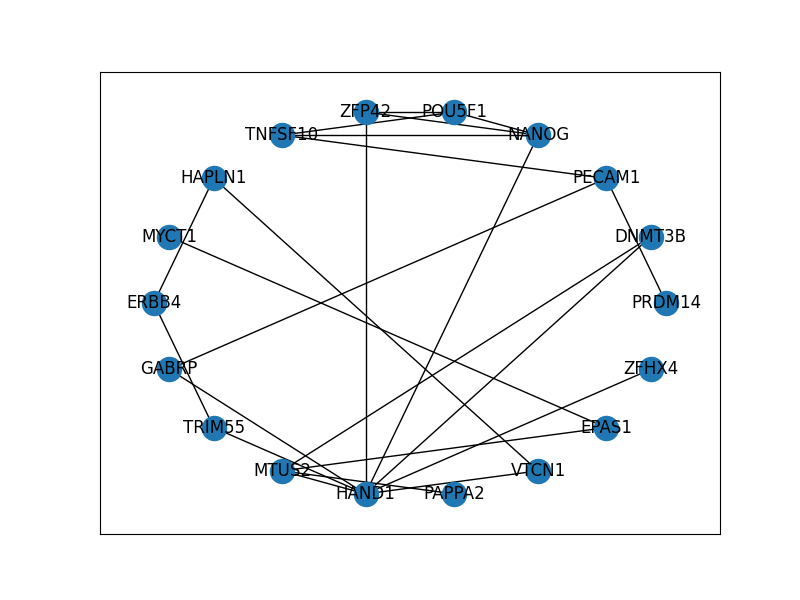 ZFP42 POU5F1
TNFSF10 NANOG
HAPLN1 PECAM1
MYCT1 DNMT3B
ERBB4 PRDM14
GABRP ZFHX4
TRIM55 EPAS1
MTUS2 VTCN1
HAND1 PAPPA2